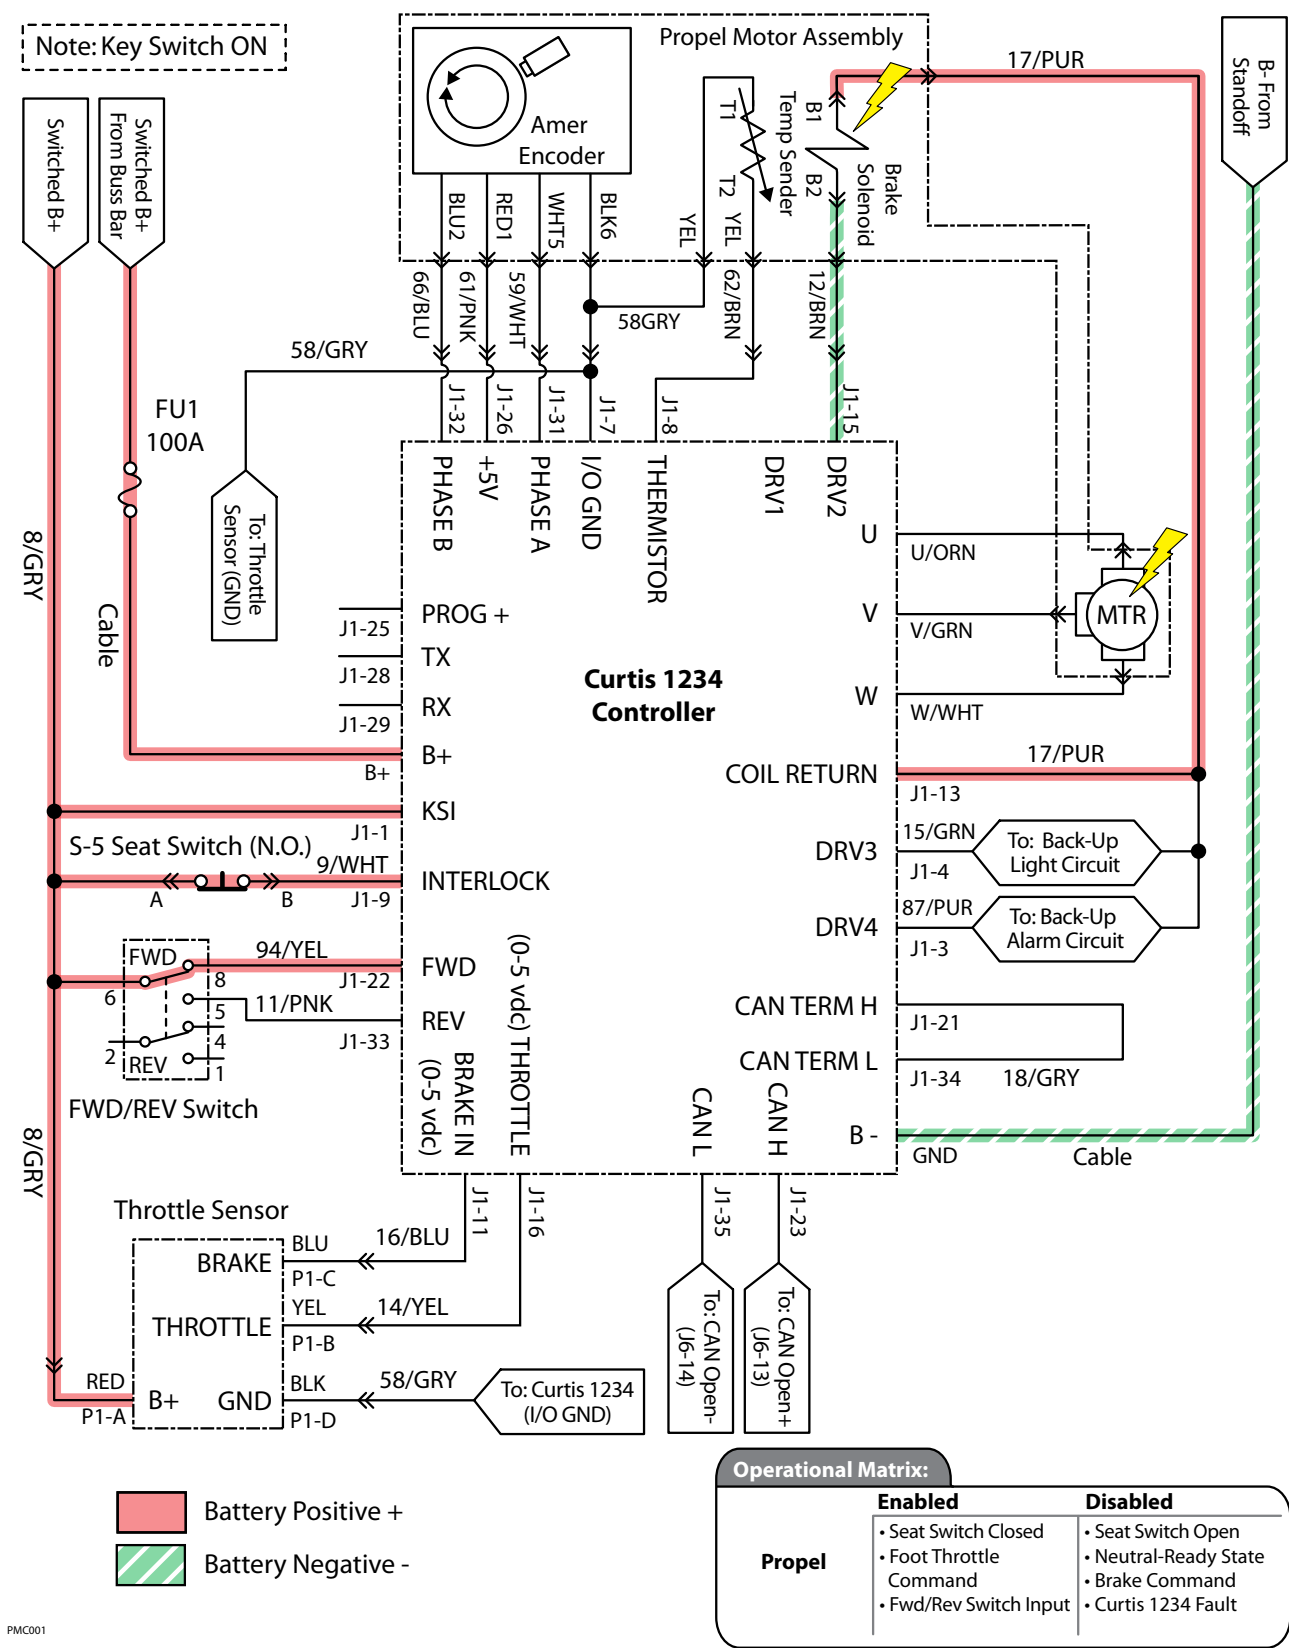 Note: Key Switch ON
Propel Motor Assembly
17/PUR
B- From
Standoff
Switched B+
Switched B+
From Buss Bar
Amer
Encoder
T1
T2
Temp Sender
B1
B2
Brake
Solenoid
BLU2
RED1
WHT5
BLK6
YEL
YEL
66/BLU
61/PNK
59/WHT
58GRY
62/BRN
12/BRN
58/GRY
J1-32
J1-26
J1-31
J1-7
J1-8
J1-15
FU1
100A
8/GRY
Cable
To: Throttle
Sensor (GND)
PHASE B
+5V
PHASE A
I/O GND
THERMISTOR
DRV1
DRV2
U
U/ORN
V
V/GRN
W
W/WHT
MTR
PROG +
J1-25
TX
J1-28
RX
J1-29
B+
B+
Curtis 1234
Controller
COIL RETURN
17/PUR
J1-13
KSI
J1-1
S-5 Seat Switch (N.O.)
9/WHT
A
B
J1-9
INTERLOCK
DRV3
15/GRN
J1-4
To: Back-Up
Light Circuit
DRV4
87/PUR
J1-3
To: Back-Up
Alarm Circuit
FWD
6
8
94/YEL
J1-22
FWD
5
11/PNK
4
2
REV
1
J1-33
REV
FWD/REV Switch
(0-5 vdc) THROTTLE
BRAKE IN
(0-5 vdc)
CAN TERM H
J1-21
CAN TERM L
J1-34
18/GRY
CAN L
CAN H
B -
GND
Cable
8/GRY
J1-11
J1-16
J1-35
J1-23
Throttle Sensor
BRAKE
BLU
P1-C
16/BLU
THROTTLE
YEL
P1-B
14/YEL
RED
P1-A
B+
GND
BLK
P1-D
58/GRY
To: Curtis 1234
(I/O GND)
To: CAN Open-
(J6-14)
To: CAN Open+
(J6-13)
Battery Positive +
Battery Negative -
Operational Matrix:
Enabled
Disabled
Propel
• Seat Switch Closed
• Foot Throttle
Command
• Fwd/Rev Switch Input
• Seat Switch Open
• Neutral-Ready State
• Brake Command
• Curtis 1234 Fault
PMC001